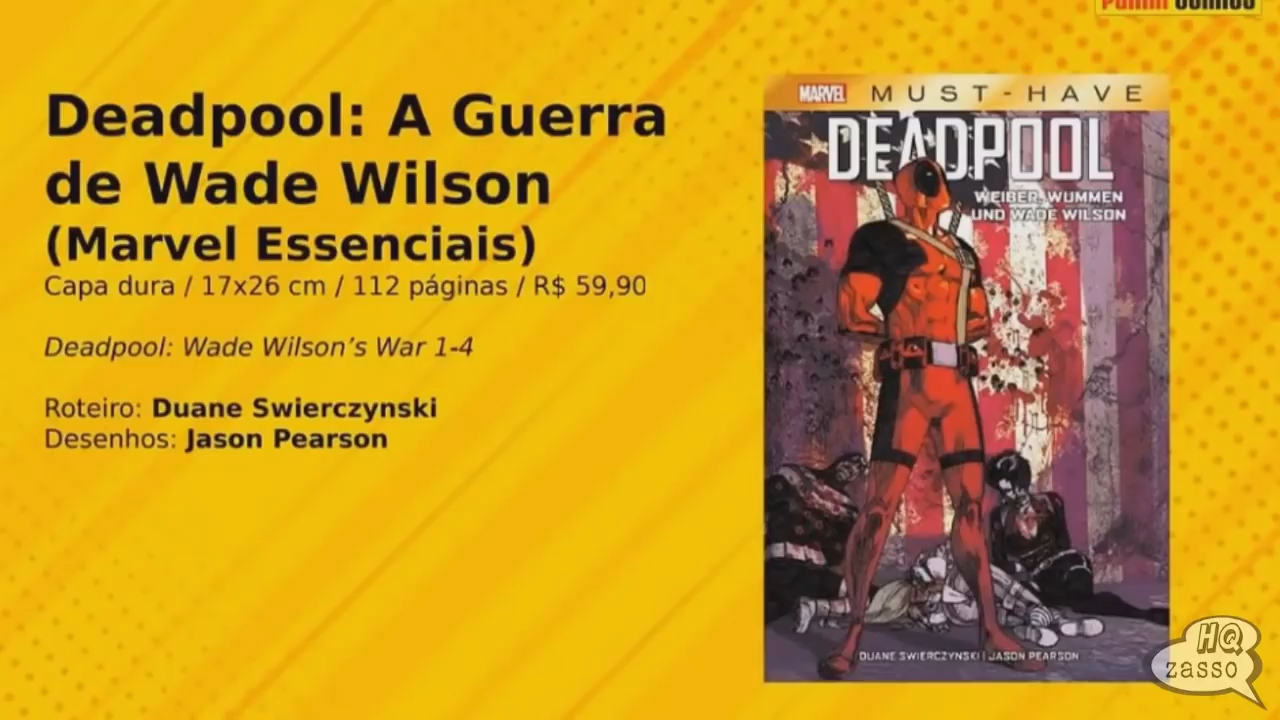 Panini Comics
Deadpool: A Guerra
de Wade Wilson
(Marvel Essenciais)
Capa dura / 17x26 cm / 112 páginas / R$ 59,90
Deadpool: Wade Wilson’s War 1-4
Roteiro: Duane Swierczynski
Desenhos: Jason Pearson
MARVEL MUST-HAVE
DEADPOOL
WEIBER, WUMMEN
UND WADE WILSON
DUANE SWIERCZYNSKI | JASON PEARSON
HQ
zasso